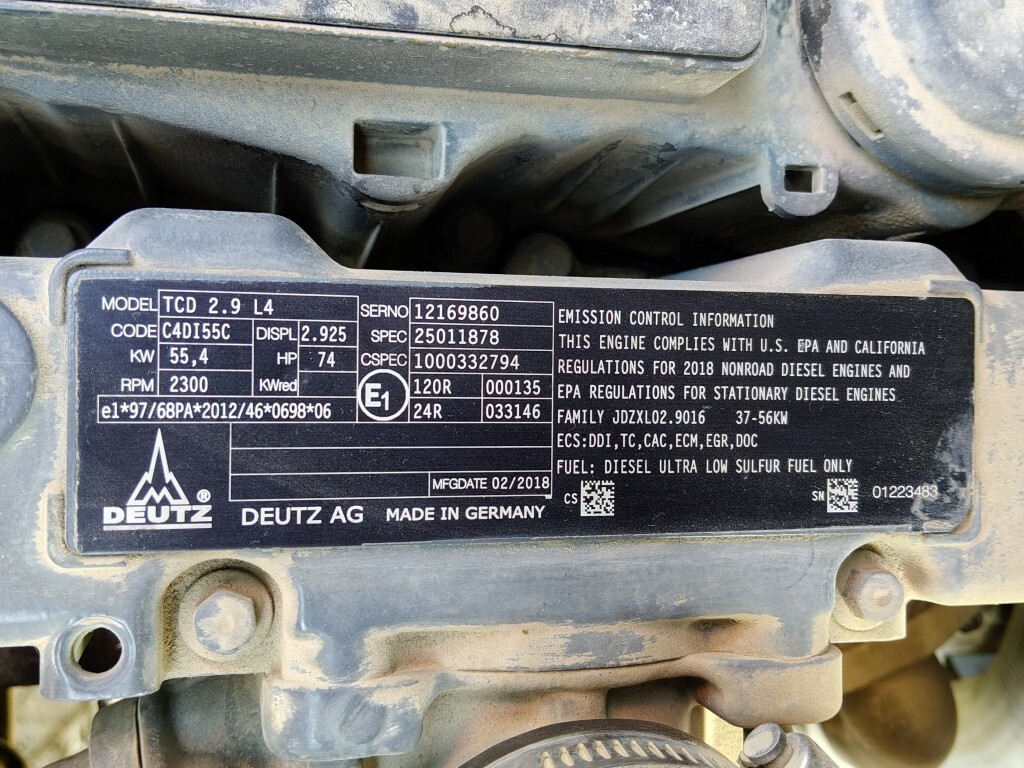 MODEL TCD 2.9 L4
CODE C4DI55C DISPL 2.925
KW 55,4 HP 74
RPM 2300 KWred
e1*97/68PA*2012/46*0698*06
SERNO 12169860
SPEC 25011878
CSPEC 1000332794
E1 120R 000135
24R 033146
MFGDATE 02/2018
DEUTZ ® DEUTZ AG MADE IN GERMANY
EMISSION CONTROL INFORMATION
THIS ENGINE COMPLIES WITH U.S. EPA AND CALIFORNIA
REGULATIONS FOR 2018 NONROAD DIESEL ENGINES AND
EPA REGULATIONS FOR STATIONARY DIESEL ENGINES
FAMILY JDZXL02.9016 37-56KW
ECS:DDI,TC,CAC,ECM,EGR,DOC
FUEL: DIESEL ULTRA LOW SULFUR FUEL ONLY
CS SN 01223483